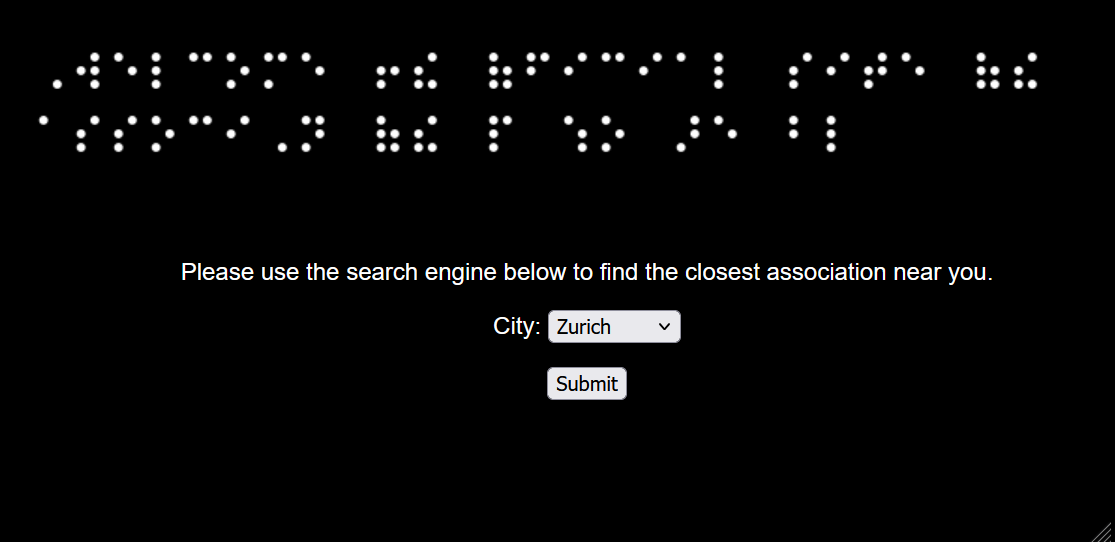 ⠠⠺⠑⠇⠉⠕⠍⠑ ⠖⠮ ⠷⠋⠊⠉⠊⠁⠇ ⠎⠊⠞⠑ ⠷⠮
⠁⠎⠎⠕⠉⠊⠠⠝ ⠷⠮ ⠏ ⠱⠕ ⠜⠑ ⠃⠇
Please use the search engine below to find the closest association near you.
City: Zurich
Submit